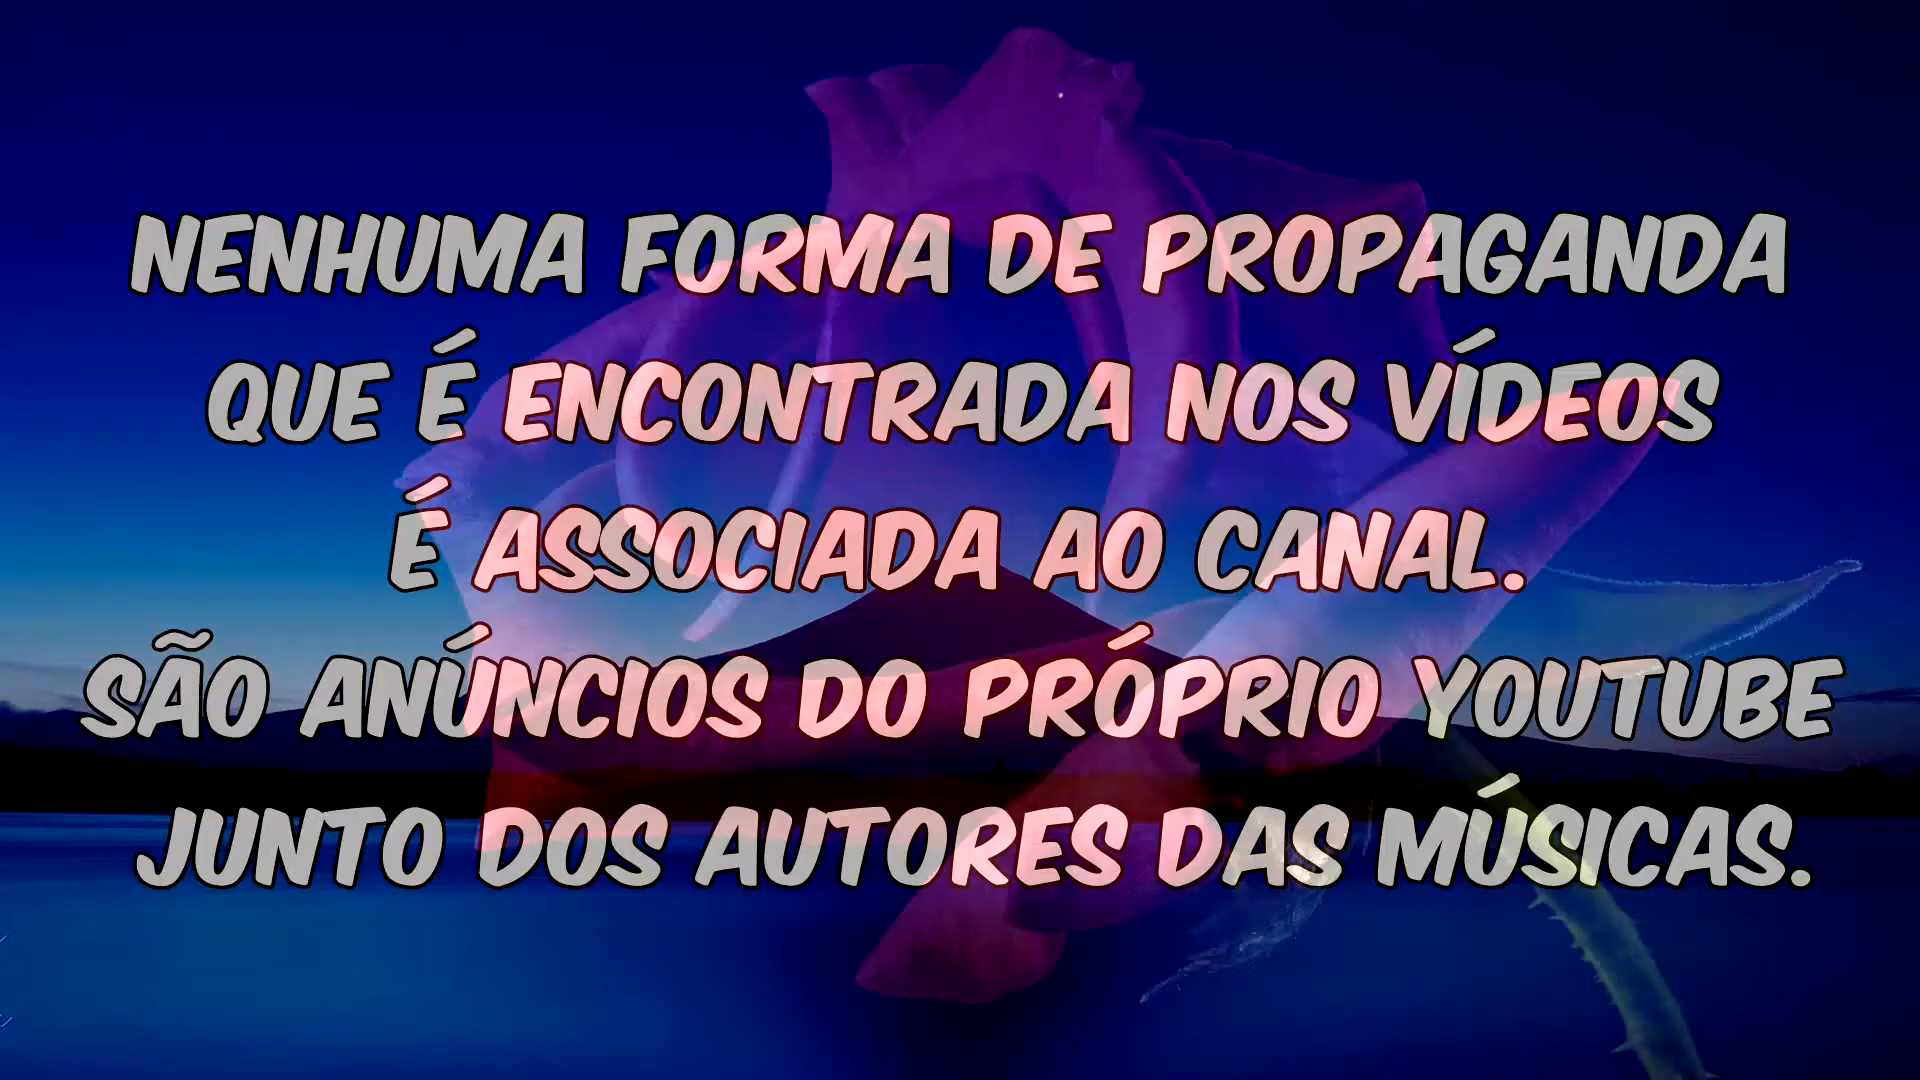 NENHUMA FORMA DE PROPAGANDA
QUE É ENCONTRADA NOS VÍDEOS
É ASSOCIADA AO CANAL.
SÃO ANÚNCIOS DO PRÓPRIO YOUTUBE
JUNTO DOS AUTORES DAS MÚSICAS.